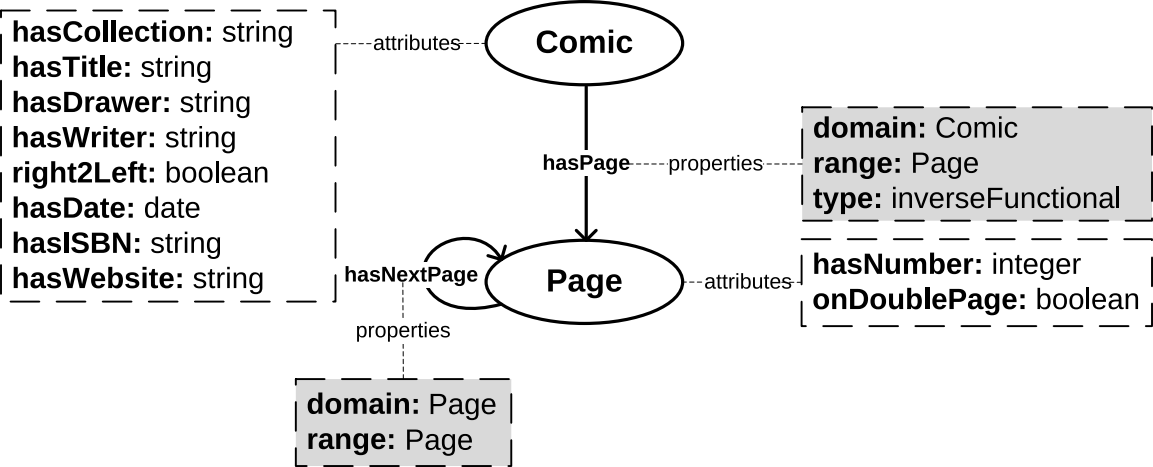 hasCollection: string
hasTitle: string
hasDrawer: string
hasWriter: string
right2Left: boolean
hasDate: date
hasISBN: string
hasWebsite: string
attributes
Comic
hasPage
properties
domain: Comic
range: Page
type: inverseFunctional
hasNextPage
Page
attributes
hasNumber: integer
onDoublePage: boolean
properties
domain: Page
range: Page